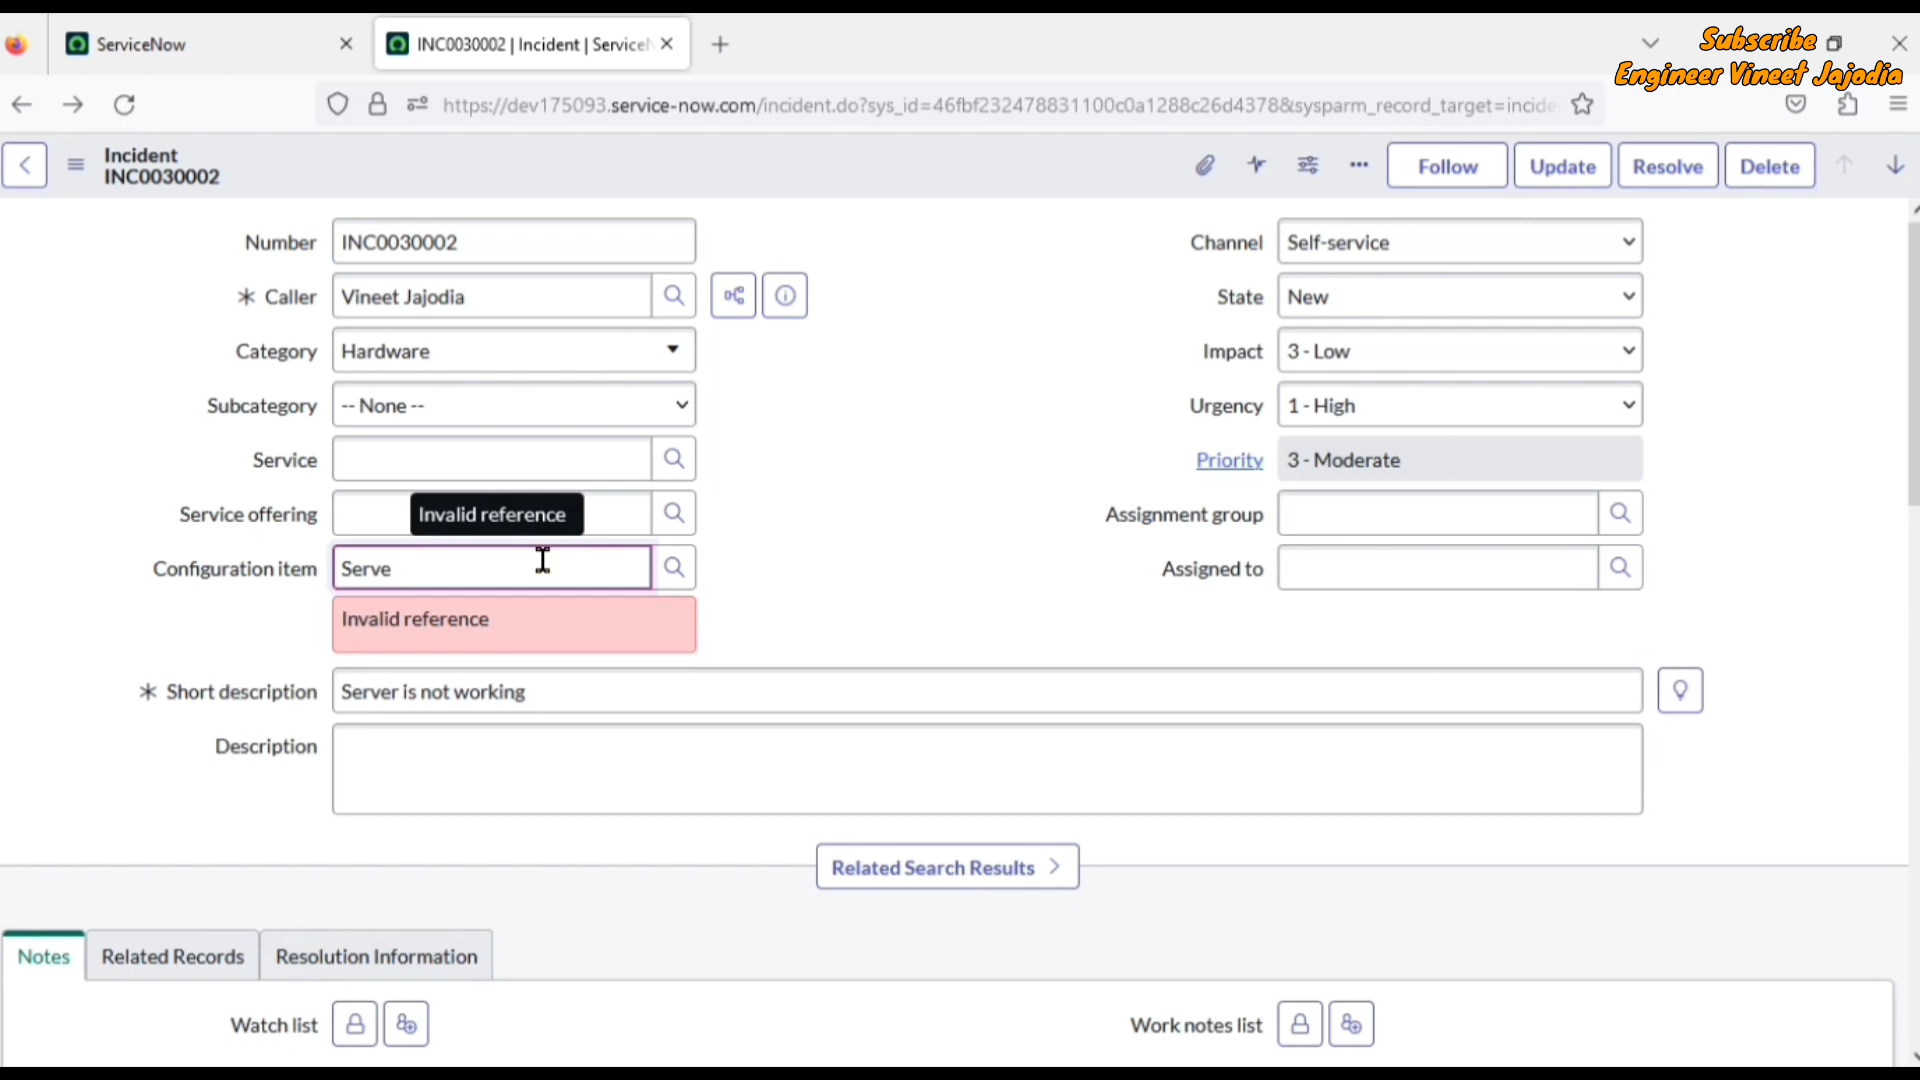 ServiceNow
INC0030002 | Incident | Service
Subscribe
Engineer Vineet Jajodia
https://dev175093.service-now.com/incident.do?sys_id=46fbf232478831100c0a1288c26d4378&sysparm_record_target=incide
Incident
INC0030002
Follow
Update
Resolve
Delete
Number
INC0030002
Channel
Self-service
Caller
Vineet Jajodia
State
New
Category
Hardware
Impact
3 - Low
Subcategory
-- None --
Urgency
1 - High
Service
Priority
3 - Moderate
Service offering
Invalid reference
Assignment group
Configuration item
Serve
Assigned to
Invalid reference
Short description
Server is not working
Description
Related Search Results
Notes
Related Records
Resolution Information
Watch list
Work notes list